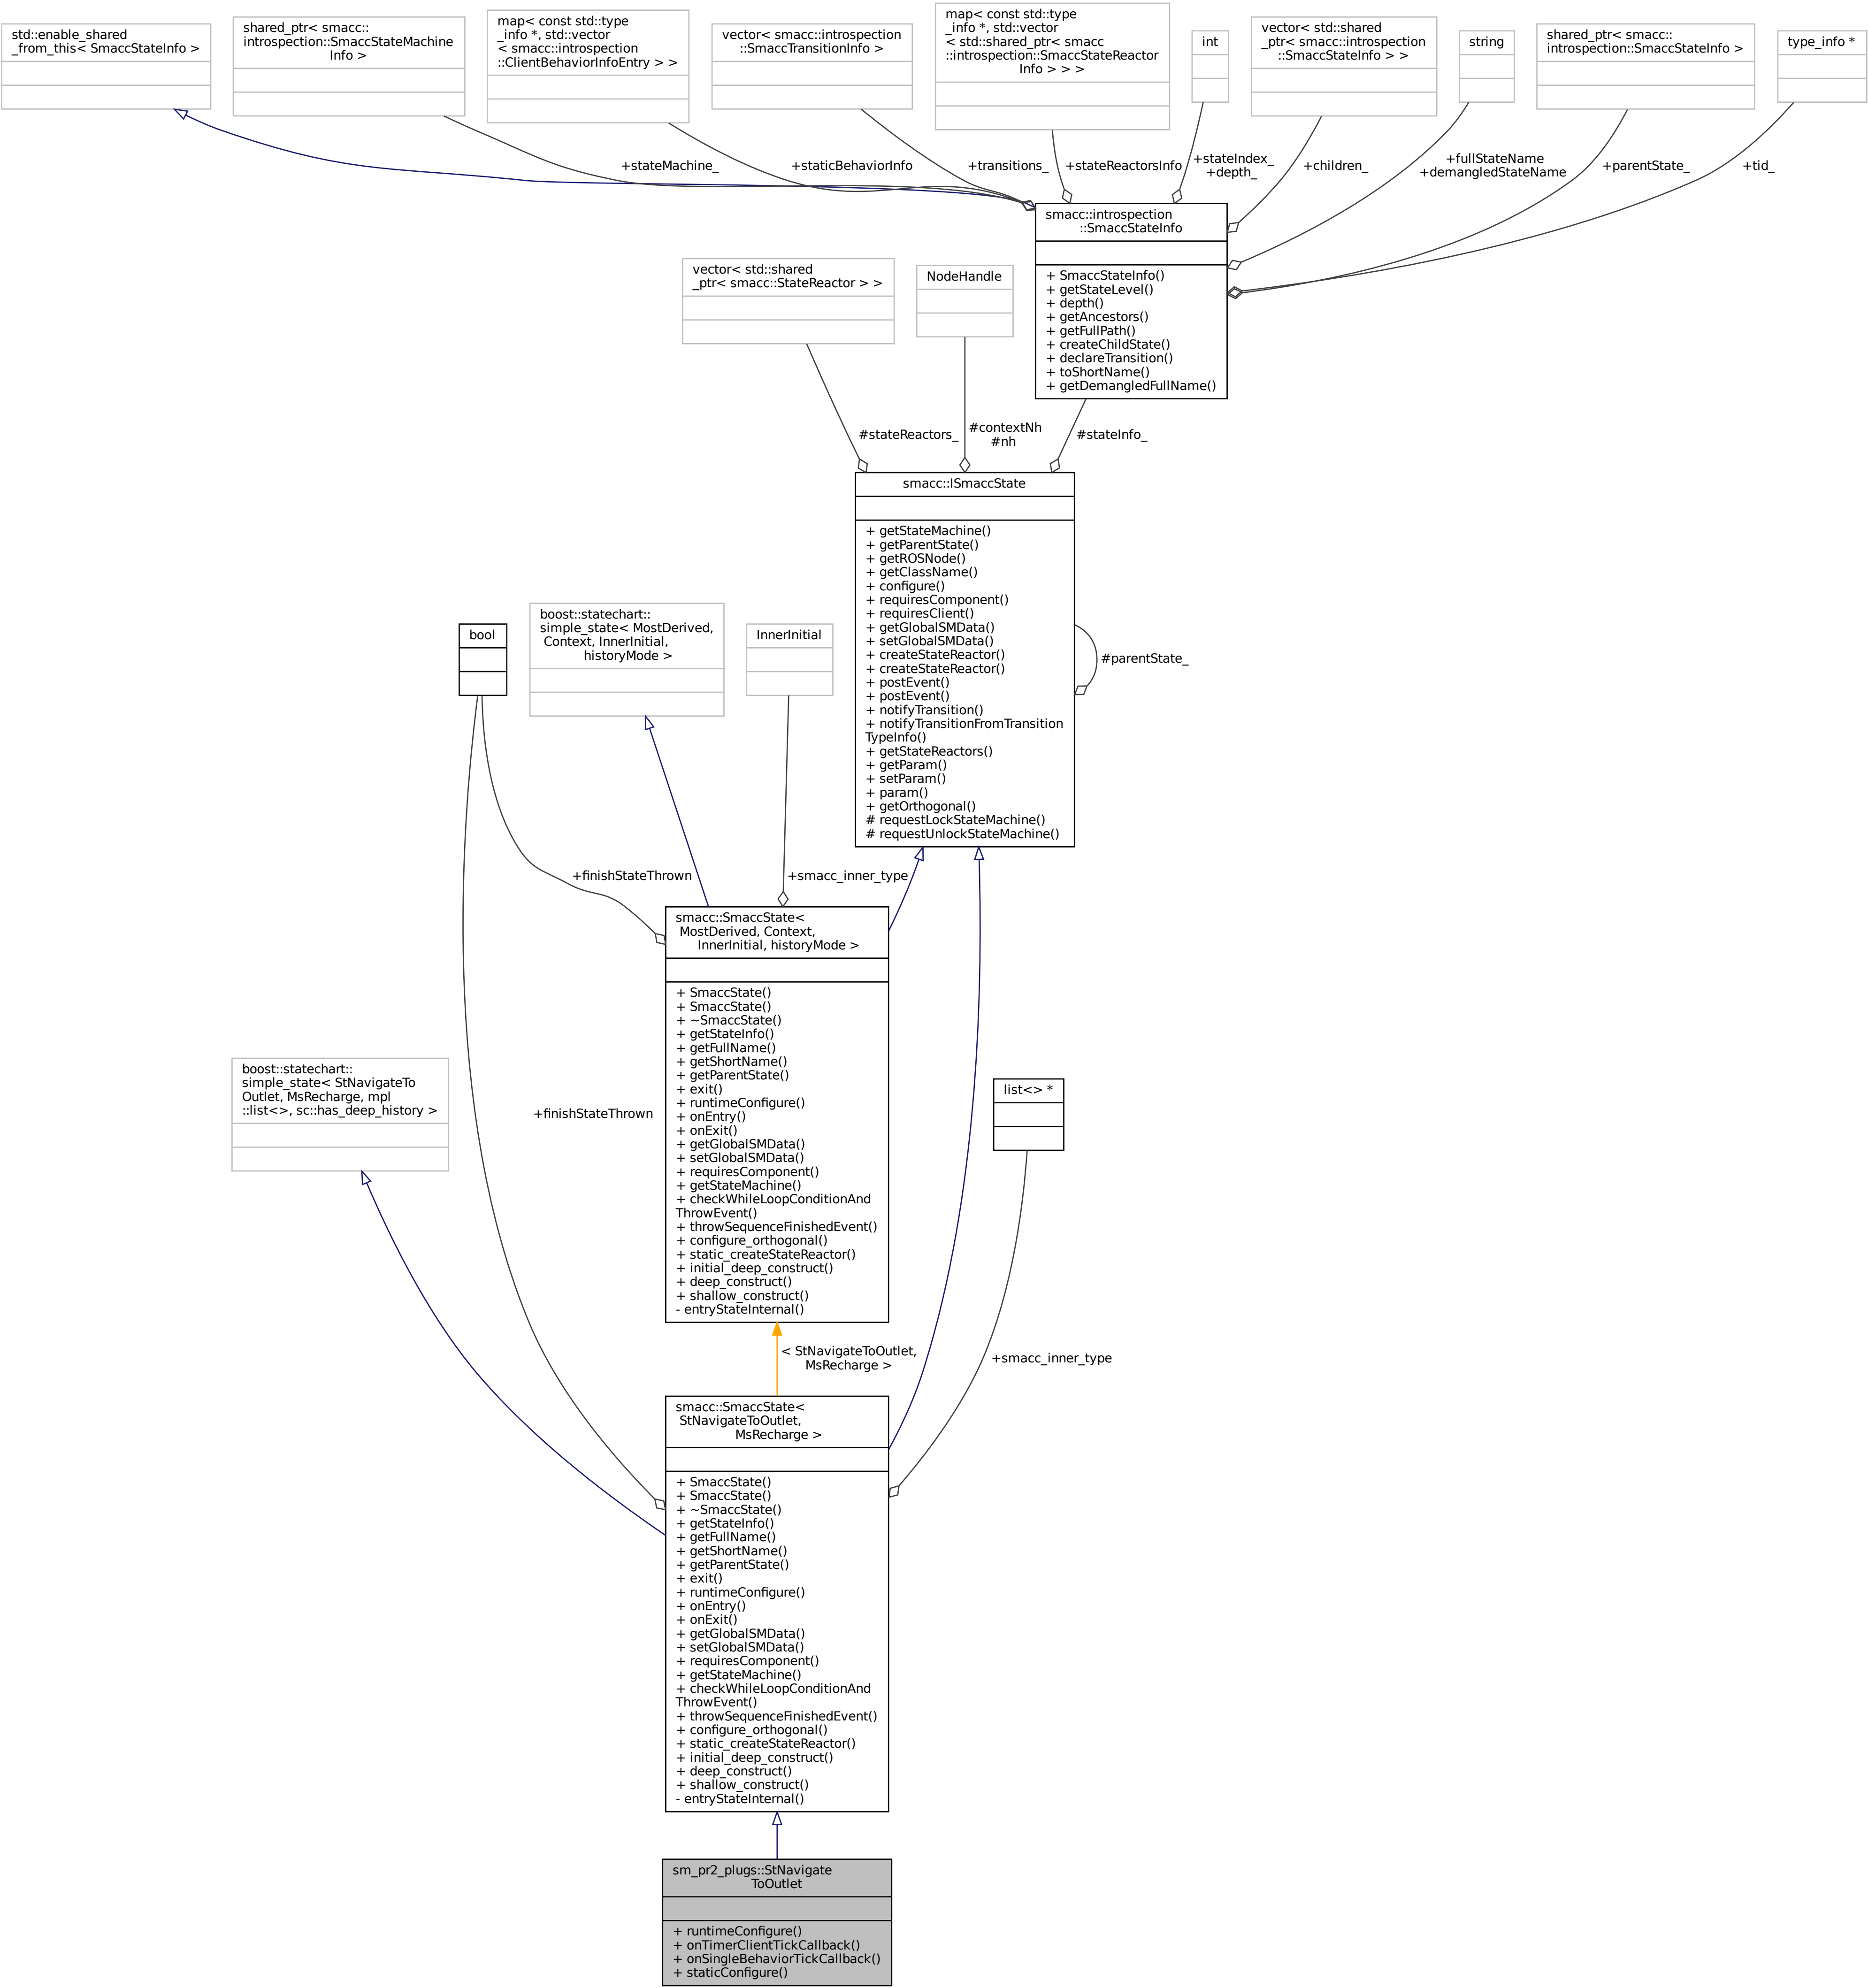 std::enable_shared
_from_this< SmaccStateInfo >
shared_ptr< smacc::
introspection::SmaccStateMachine
Info >
map< const std::type
_info *, std::vector
< smacc::introspection
::ClientBehaviorInfoEntry > >
vector< smacc::introspection
::SmaccTransitionInfo >
map< const std::type
_info *, std::vector
< std::shared_ptr< smacc
::introspection::SmaccStateReactor
Info > > >
int
vector< std::shared
_ptr< smacc::introspection
::SmaccStateInfo > >
string
shared_ptr< smacc::
introspection::SmaccStateInfo >
type_info *
+stateMachine_
+staticBehaviorInfo
+transitions_
+stateReactorsInfo
+stateIndex_
+depth_
+children_
+fullStateName
+demangledStateName
+parentState_
+tid_
smacc::introspection
::SmaccStateInfo
+ SmaccStateInfo()
+ getStateLevel()
+ depth()
+ getAncestors()
+ getFullPath()
+ createChildState()
+ declareTransition()
+ toShortName()
+ getDemangledFullName()
vector< std::shared
_ptr< smacc::StateReactor > >
NodeHandle
#stateReactors_
#contextNh
#nh
#stateInfo_
smacc::ISmaccState
+ getStateMachine()
+ getParentState()
+ getROSNode()
+ getClassName()
+ configure()
+ requiresComponent()
+ requiresClient()
+ getGlobalSMData()
+ setGlobalSMData()
+ createStateReactor()
+ createStateReactor()
+ postEvent()
+ postEvent()
+ notifyTransition()
+ notifyTransitionFromTransition
TypeInfo()
+ getStateReactors()
+ getParam()
+ setParam()
+ param()
+ getOrthogonal()
# requestLockStateMachine()
# requestUnlockStateMachine()
#parentState_
bool
boost::statechart::
simple_state< MostDerived,
Context, InnerInitial,
historyMode >
InnerInitial
+finishStateThrown
+smacc_inner_type
smacc::SmaccState<
MostDerived, Context,
InnerInitial, historyMode >
+ SmaccState()
+ SmaccState()
+ ~SmaccState()
+ getStateInfo()
+ getFullName()
+ getShortName()
+ getParentState()
+ exit()
+ runtimeConfigure()
+ onEntry()
+ onExit()
+ getGlobalSMData()
+ setGlobalSMData()
+ requiresComponent()
+ getStateMachine()
+ checkWhileLoopConditionAnd
ThrowEvent()
+ throwSequenceFinishedEvent()
+ configure_orthogonal()
+ static_createStateReactor()
+ initial_deep_construct()
+ deep_construct()
+ shallow_construct()
- entryStateInternal()
boost::statechart::
simple_state< StNavigateTo
Outlet, MsRecharge, mpl
::list<>, sc::has_deep_history >
+finishStateThrown
list<> *
< StNavigateToOutlet,
MsRecharge >
+smacc_inner_type
smacc::SmaccState<
StNavigateToOutlet,
MsRecharge >
+ SmaccState()
+ SmaccState()
+ ~SmaccState()
+ getStateInfo()
+ getFullName()
+ getShortName()
+ getParentState()
+ exit()
+ runtimeConfigure()
+ onEntry()
+ onExit()
+ getGlobalSMData()
+ setGlobalSMData()
+ requiresComponent()
+ getStateMachine()
+ checkWhileLoopConditionAnd
ThrowEvent()
+ throwSequenceFinishedEvent()
+ configure_orthogonal()
+ static_createStateReactor()
+ initial_deep_construct()
+ deep_construct()
+ shallow_construct()
- entryStateInternal()
sm_pr2_plugs::StNavigate
ToOutlet
+ runtimeConfigure()
+ onTimerClientTickCallback()
+ onSingleBehaviorTickCallback()
+ staticConfigure()